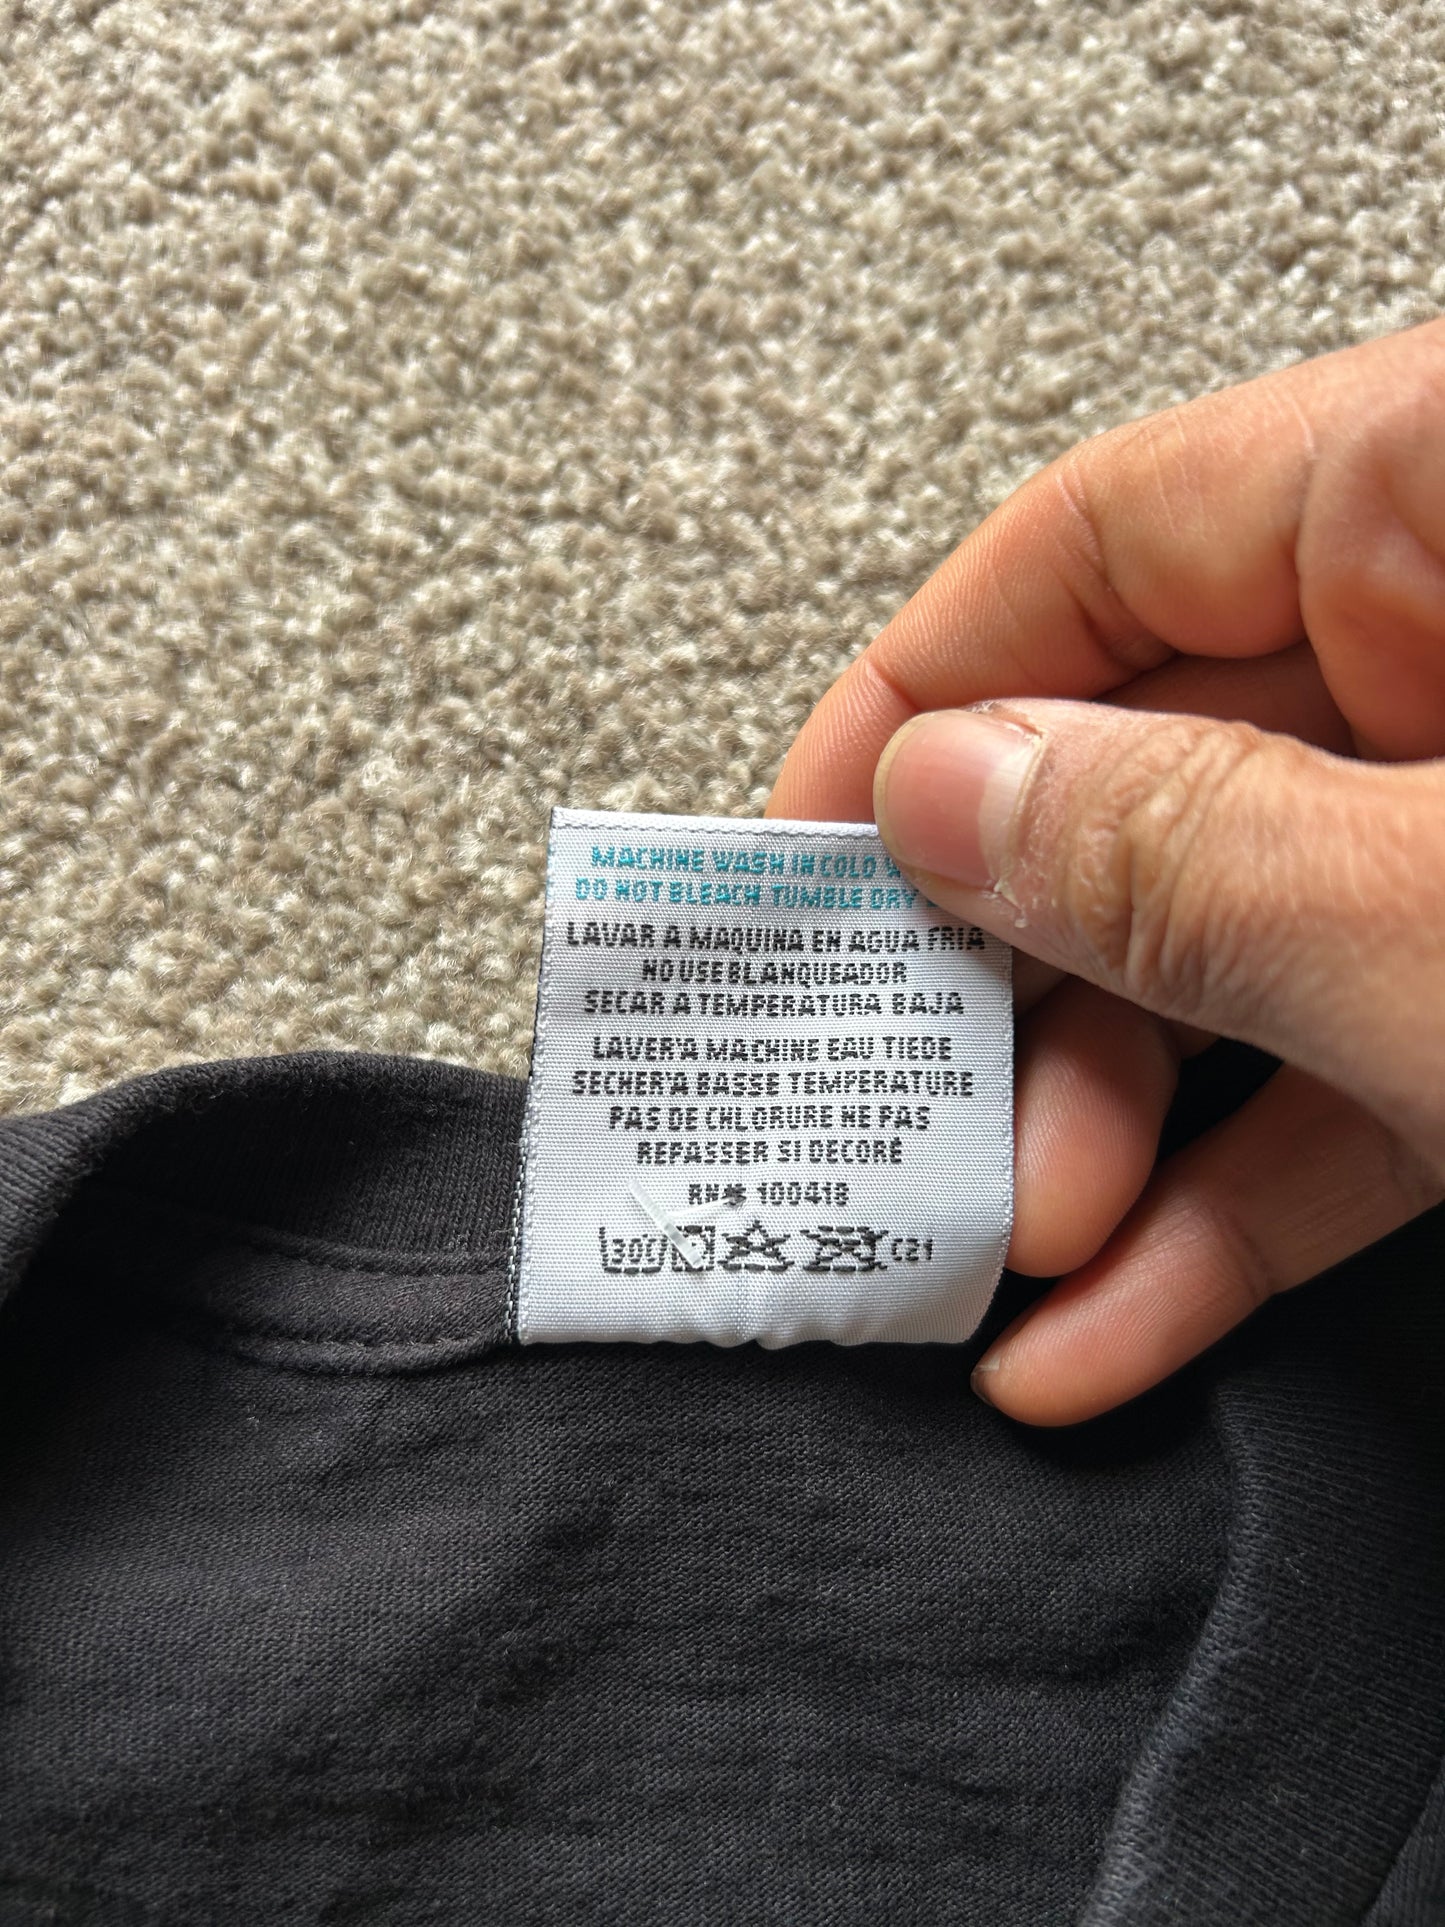 MACHINE WASH IN COLD
DO NOT BLEACH TUMBLE DRY
LAVAR A MAQUINA EN AGUA FRIA
NO USE BLANQUEADOR
SECAR A TEMPERATURA BAJA
LAVER'A MACHINE EAU TIEDE
SECHER'A BASSE TEMPERATURE
PAS DE CHLORURE NE PAS
REPASSER SI DECORÉ
RN# 100418
30° C21